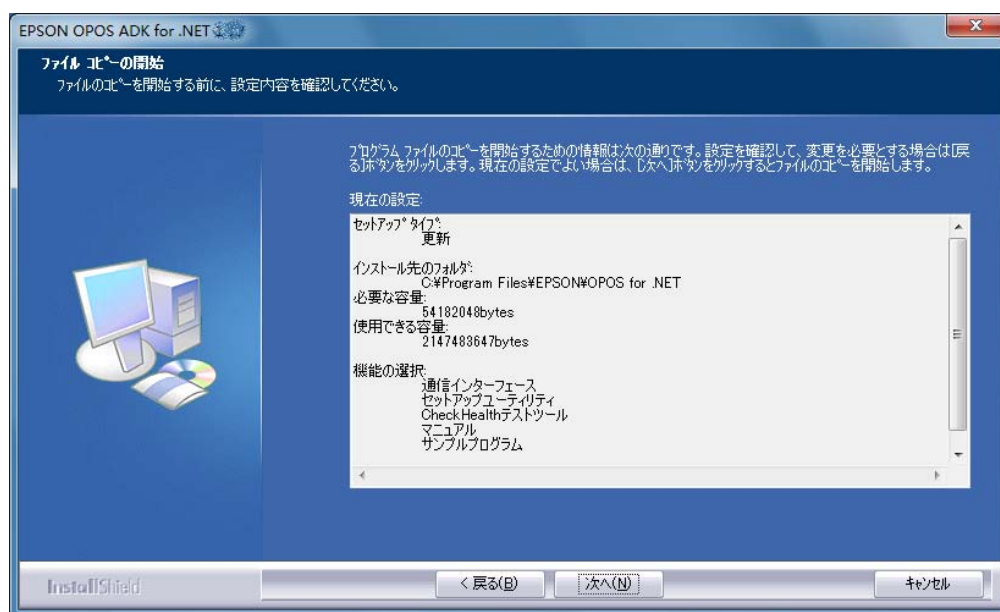 EPSON OPOS ADK for .NET
ファイル コピーの開始
ファイルのコピーを開始する前に、設定内容を確認してください。
プログラム ファイルのコピーを開始するための情報は次の通りです。設定を確認して、変更を必要とする場合は[戻
る]ボタンをクリックします。現在の設定でよい場合は、[次へ]ボタンをクリックするとファイルのコピーを開始します。
現在の設定:
セットアップ タイプ:
更新
インストール先のフォルダ:
C:¥Program Files¥EPSON¥OPOS for .NET
必要な容量:
54182048bytes
使用できる容量:
2147483647bytes
機能の選択:
通信インターフェース
セットアップユーティリティ
CheckHealthテストツール
マニュアル
サンプルプログラム
InstallShield
< 戻る(B)
次へ(N)
キャンセル